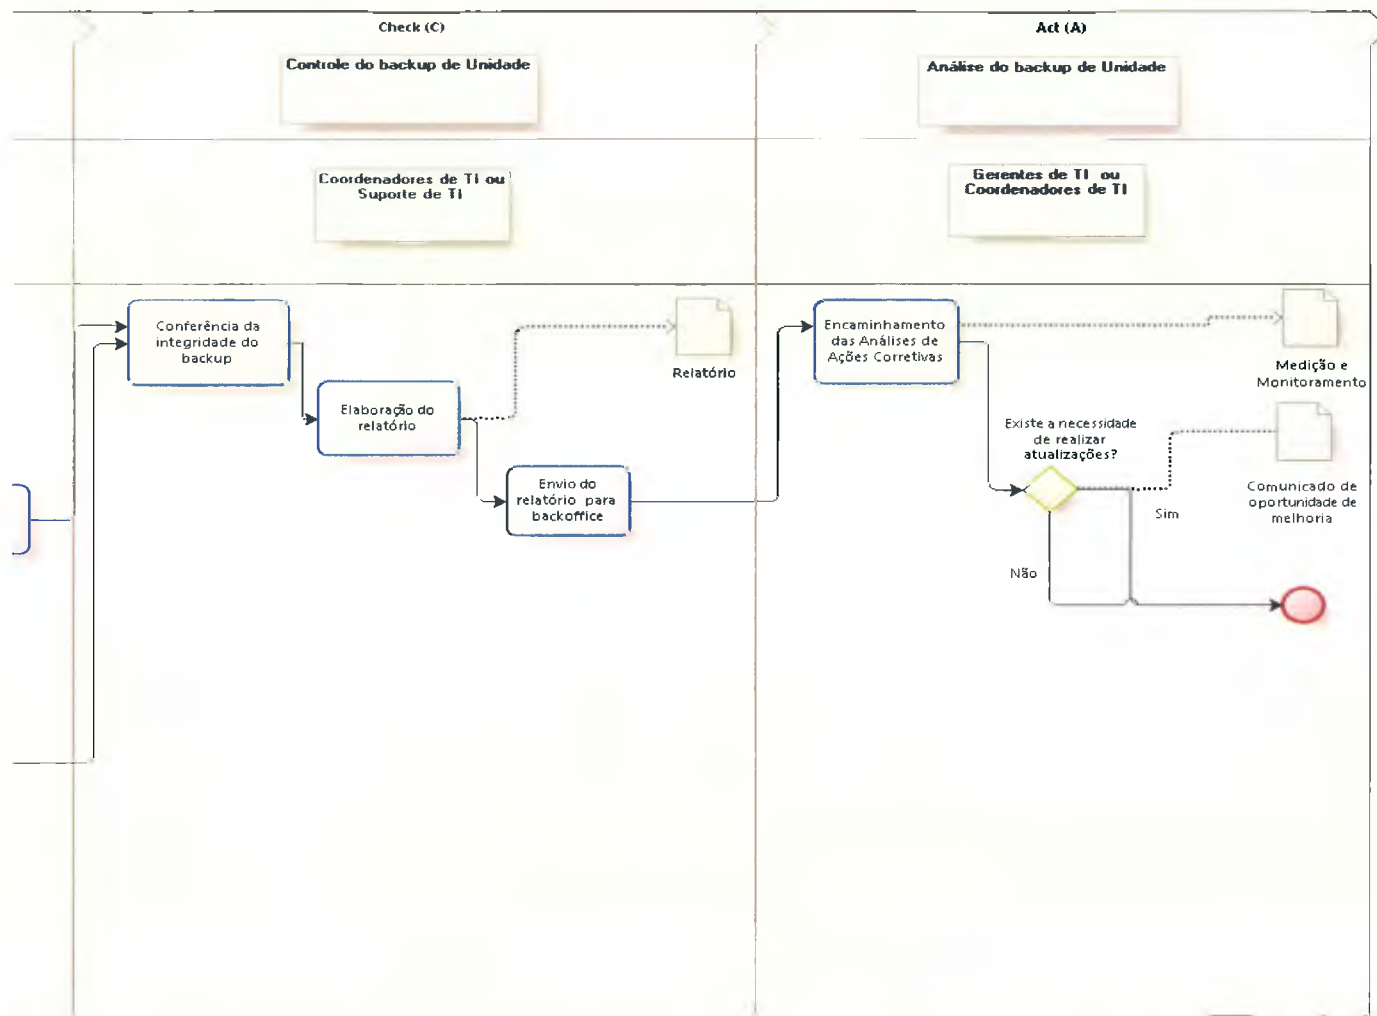 Check (C)
Controle do backup de Unidade
Coordenadores de TI ou
Suporte de TI
Conferência da
integridade do
backup
Elaboração do
relatório
Envio do
relatório para
backoffice
Relatório
Act (A)
Análise do backup de Unidade
Gerentes de TI ou
Coordenadores de TI
Encaminhamento
das Análises de
Ações Corretivas
Medição e
Monitoramento
Existe a necessidade
de realizar
atualizações?
Sim
Comunicado de
oportunidade de
melhoria
Não